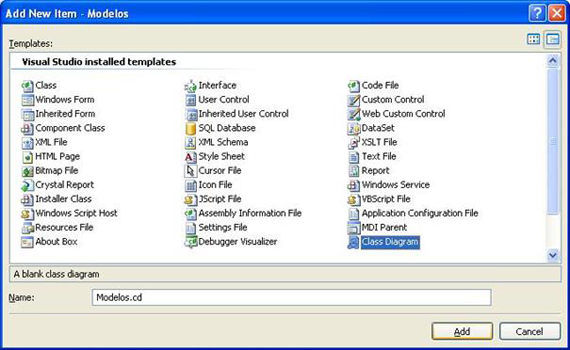 Add New Item - Modelos
Templates:
Visual Studio installed templates
Class Interface Code File
Windows Form User Control Custom Control
Inherited Form Inherited User Control Web Custom Control
Component Class SQL Database DataSet
XML File XML Schema XSLT File
HTML Page Style Sheet Text File
Bitmap File Cursor File Report
Crystal Report Icon File Windows Service
Installer Class JScript File VBScript File
Windows Script Host Assembly Information File Application Configuration File
Resources File Settings File MDI Parent
About Box Debugger Visualizer Class Diagram
A blank class diagram
Name: Modelos.cd
Add Cancel